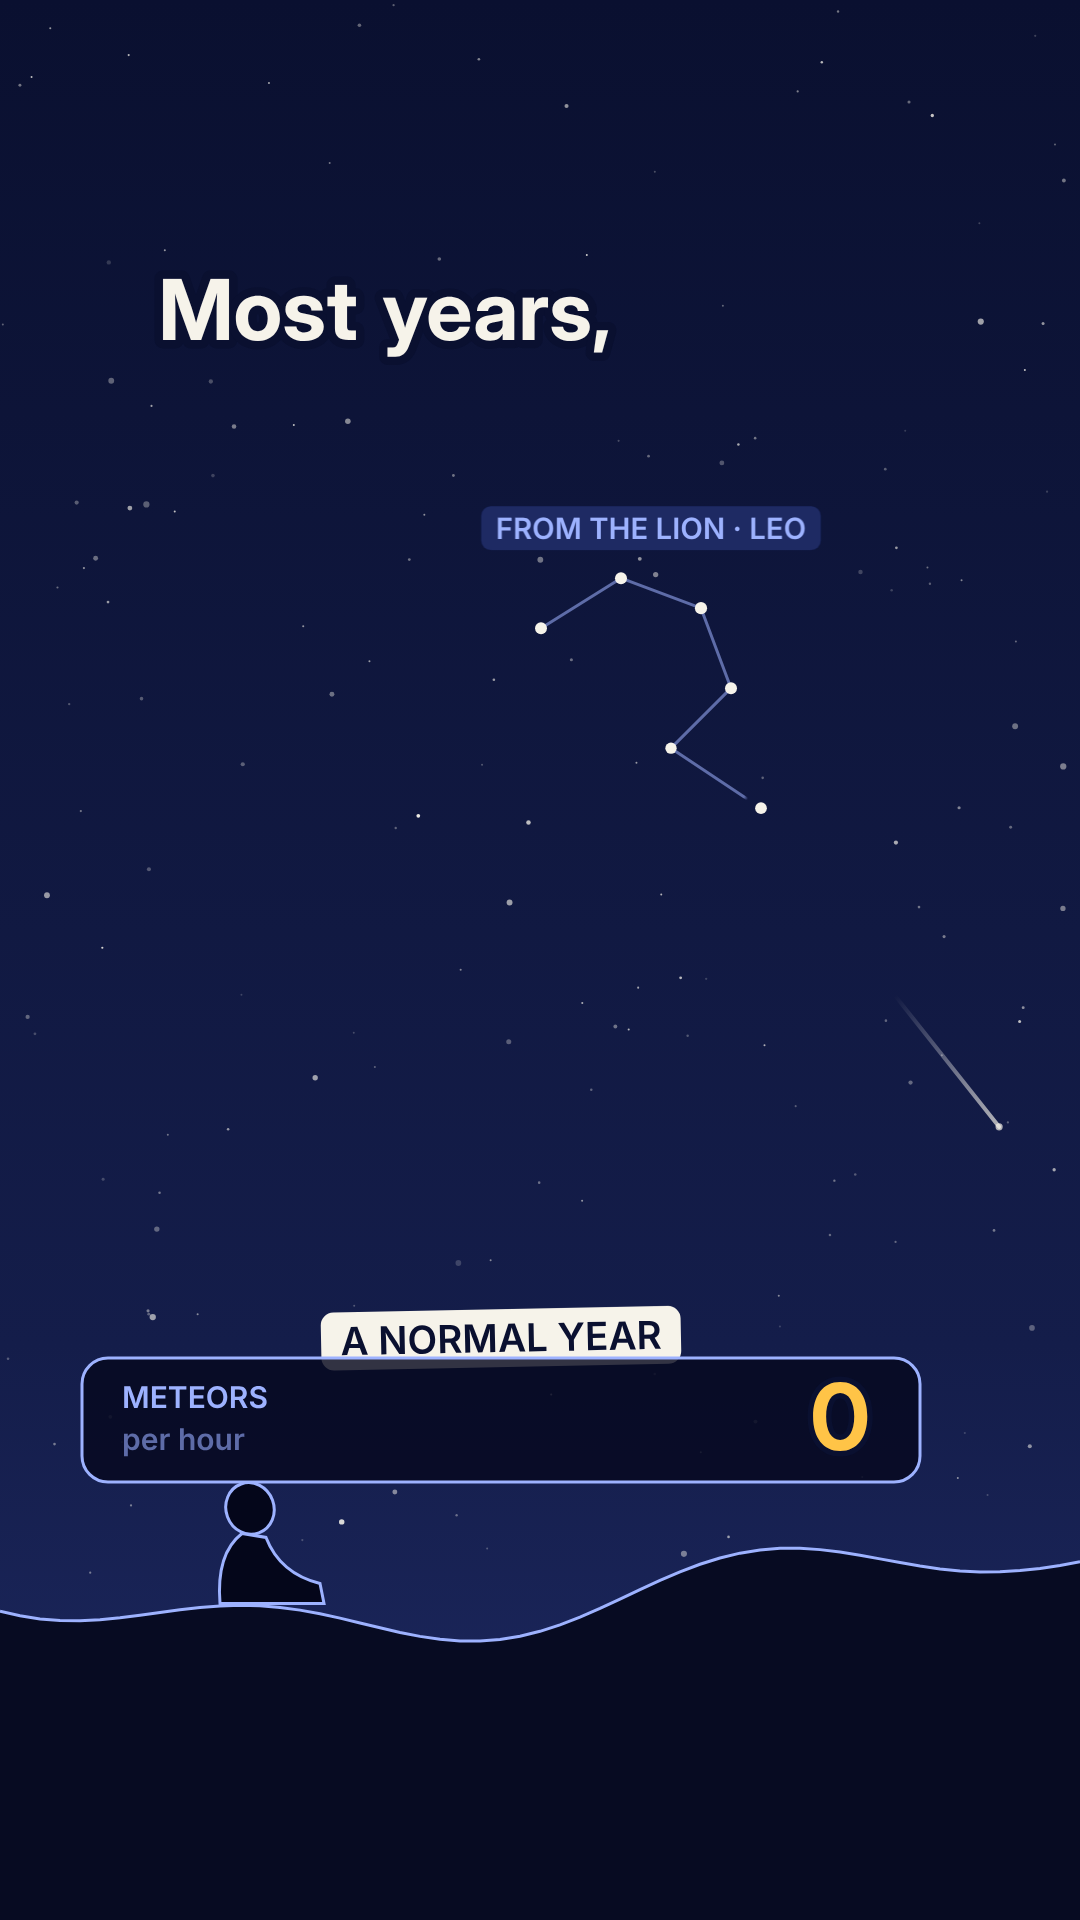 Most years,
FROM THE LION · LEO
A NORMAL YEAR
METEORS
per hour
0